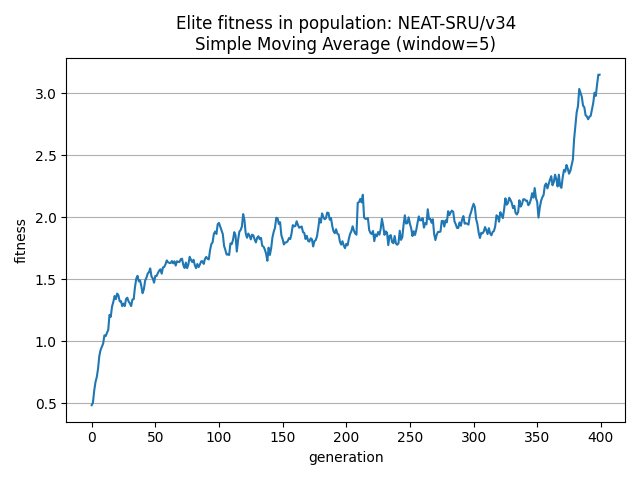 Elite fitness in population: NEAT-SRU/v34
Simple Moving Average (window=5)
3.0
2.5
2.0
1.5
1.0
0.5
fitness
0 50 100 150 200 250 300 350 400
generation